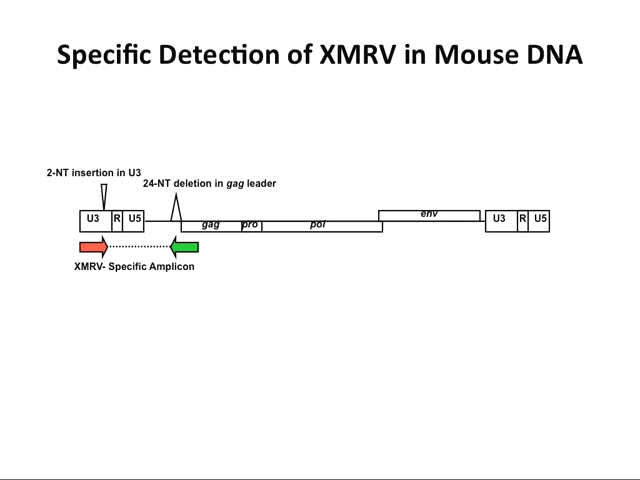 Specific Detection of XMRV in Mouse DNA
2-NT insertion in U3
24-NT deletion in gag leader
U3 R U5 gag pro pol env U3 R U5
XMRV- Specific Amplicon